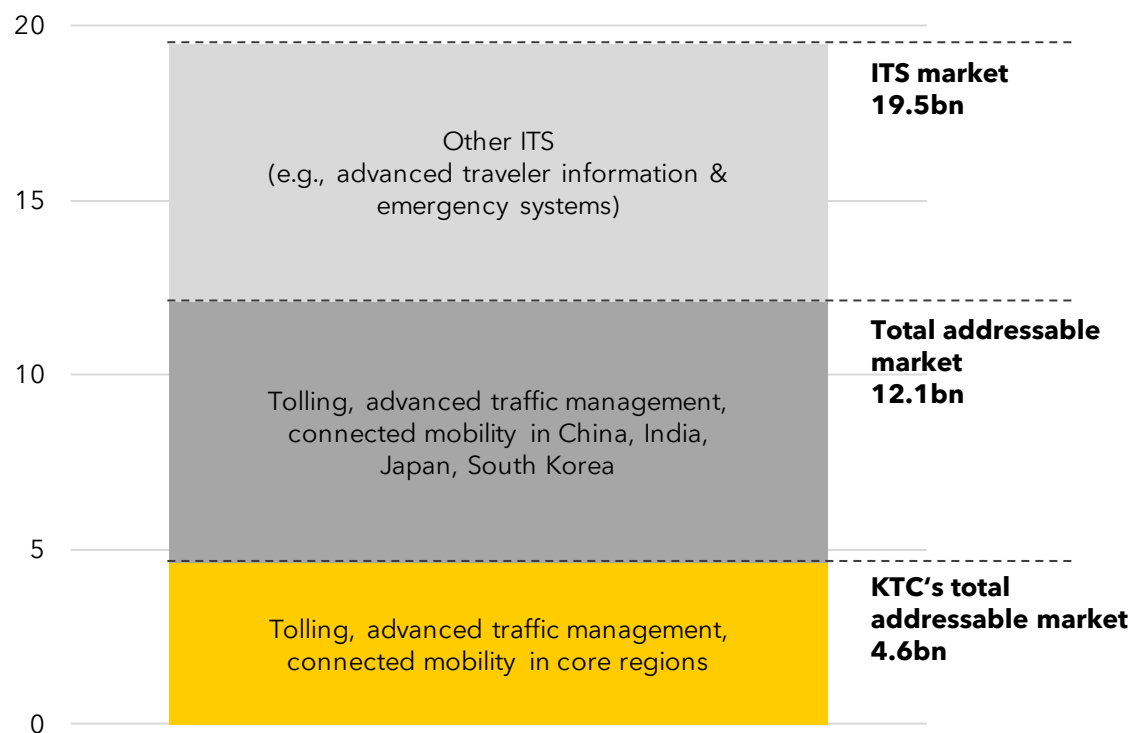 20
ITS market
19.5bn
Other ITS
(e.g., advanced traveler information &
emergency systems)
15
Total addressable
market
12.1bn
10
Tolling, advanced traffic management,
connected mobility in China, India,
Japan, South Korea
5
KTC‘s total
addressable market
4.6bn
Tolling, advanced traffic management,
connected mobility in core regions
0